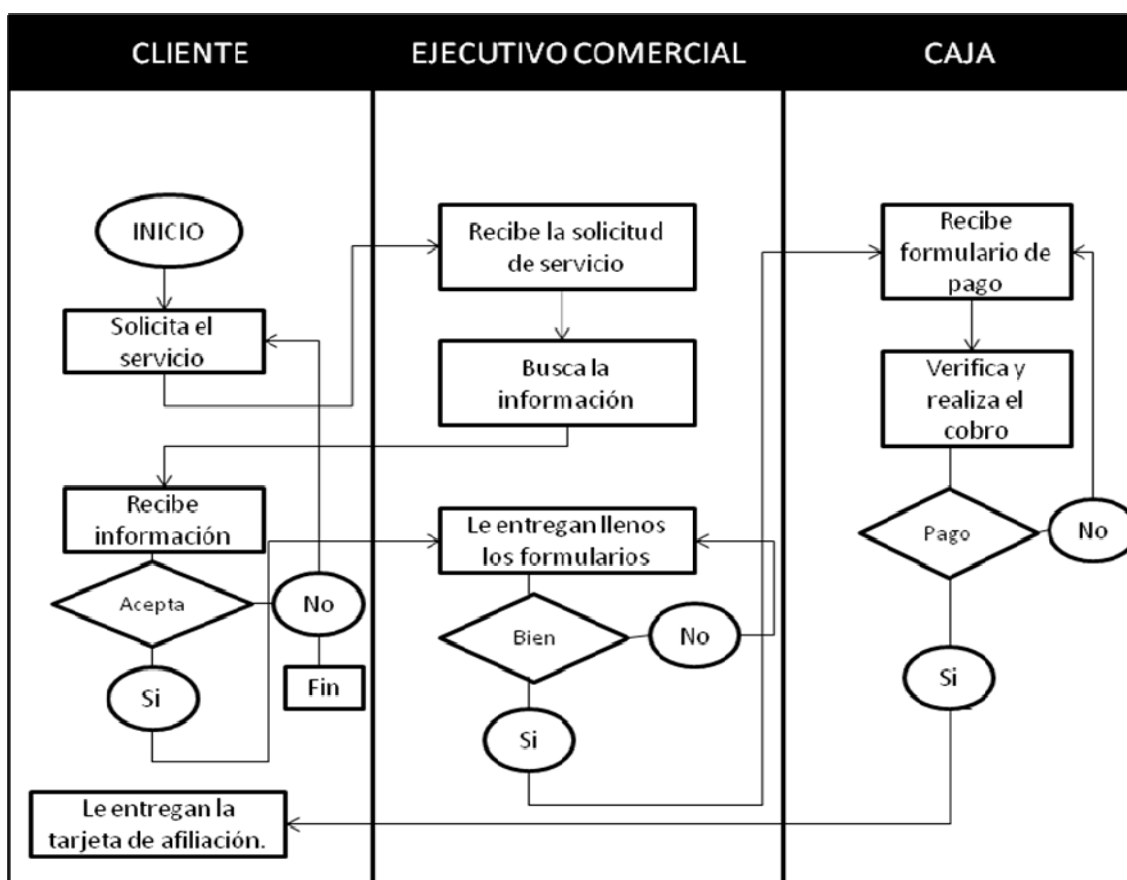 CLIENTE
EJECUTIVO COMERCIAL
CAJA
INICIO
Solicita el
servicio
Recibe
información
Acepta
No
Si
Fin
Le entregan la
tarjeta de afiliación.
Recibe la solicitud
de servicio
Busca la
información
Le entregan llenos
los formularios
Bien
No
Si
Recibe
formulario de
pago
Verifica y
realiza el
cobro
Pago
No
Si